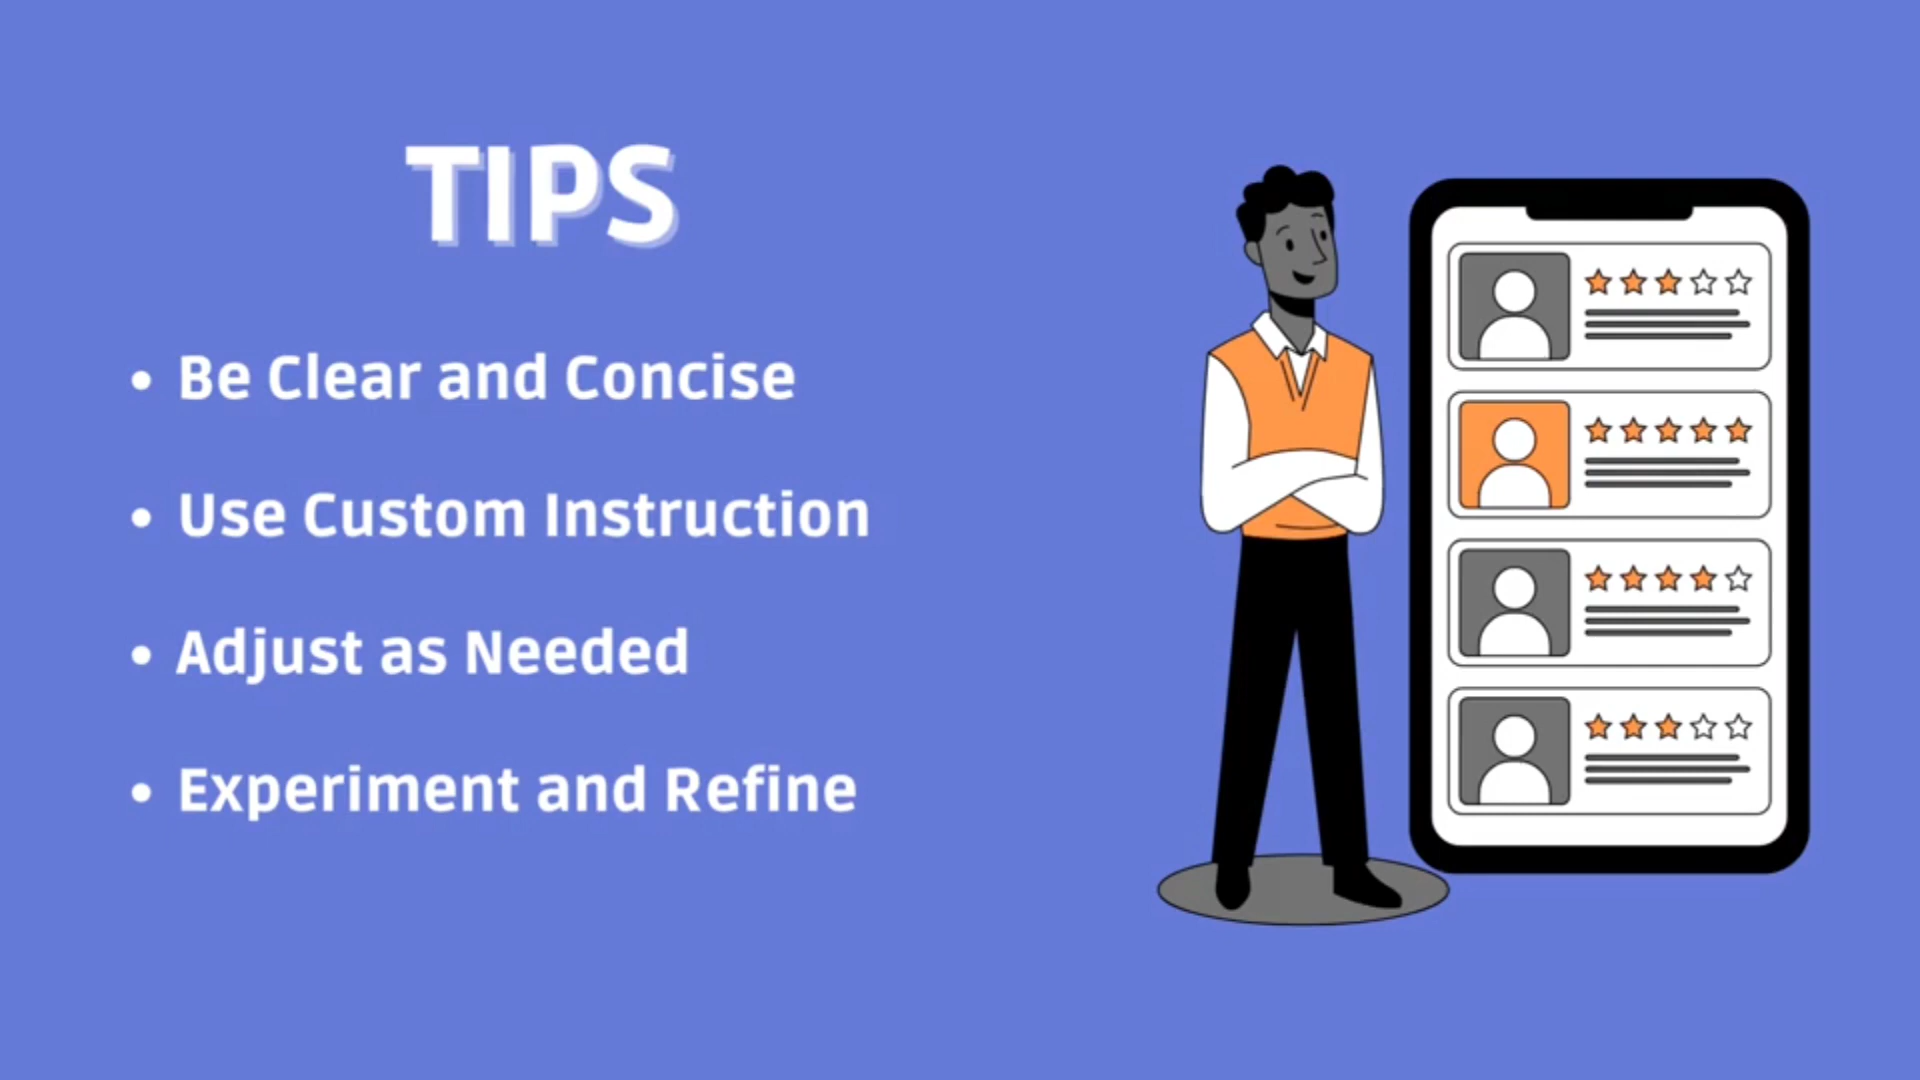 TIPS
• Be Clear and Concise
• Use Custom Instruction
• Adjust as Needed
• Experiment and Refine